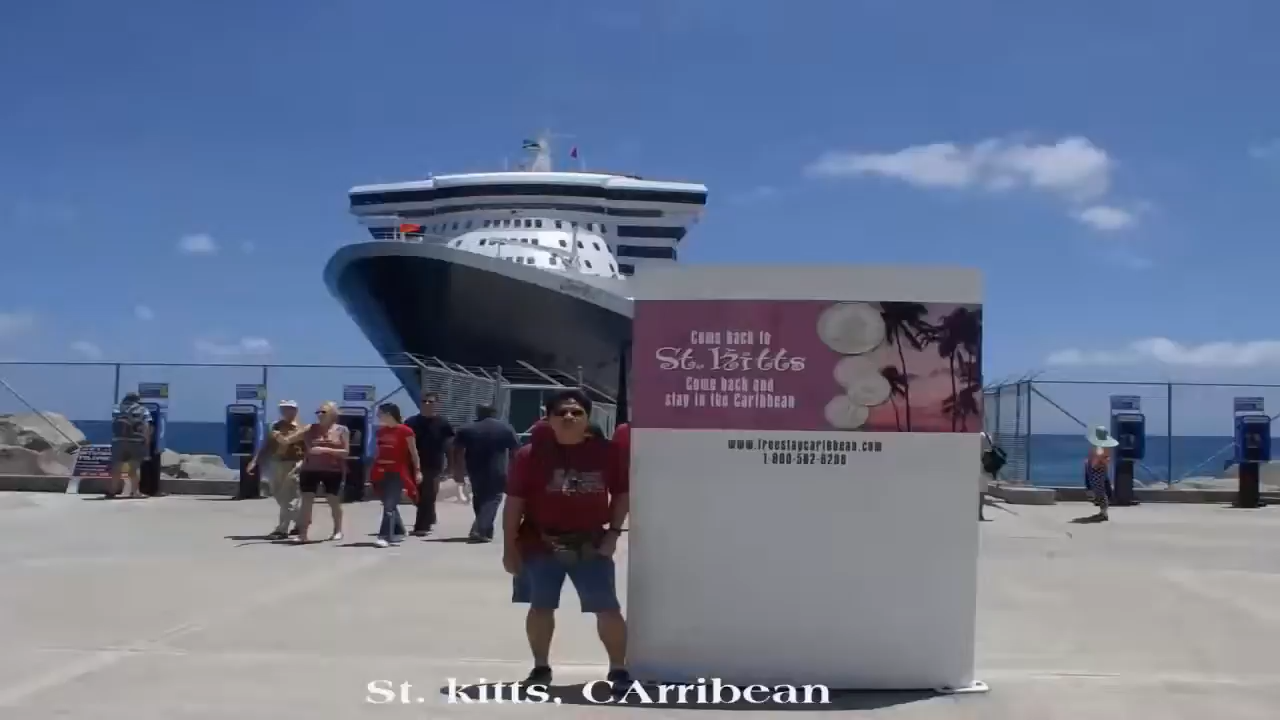 Come back to
St. Kitts
Come back and
stay in the Caribbean
www.freestaycaribbean.com
1-800-582-6208
St. kitts, CArribean